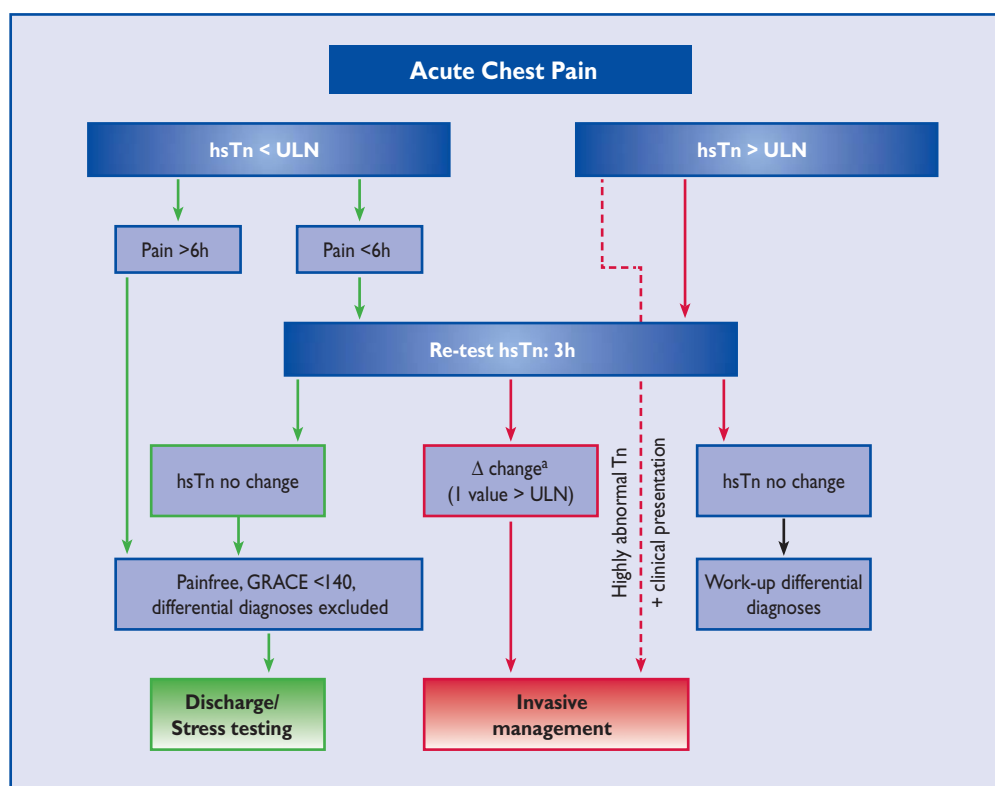 Acute Chest Pain
hsTn < ULN
hsTn > ULN
Pain >6h
Pain <6h
Re-test hsTn: 3h
hsTn no change
Δ changeᵃ
(1 value > ULN)
Highly abnormal Tn
+ clinical presentation
hsTn no change
Painfree, GRACE <140,
differential diagnoses excluded
Work-up differential
diagnoses
Discharge/
Stress testing
Invasive
management